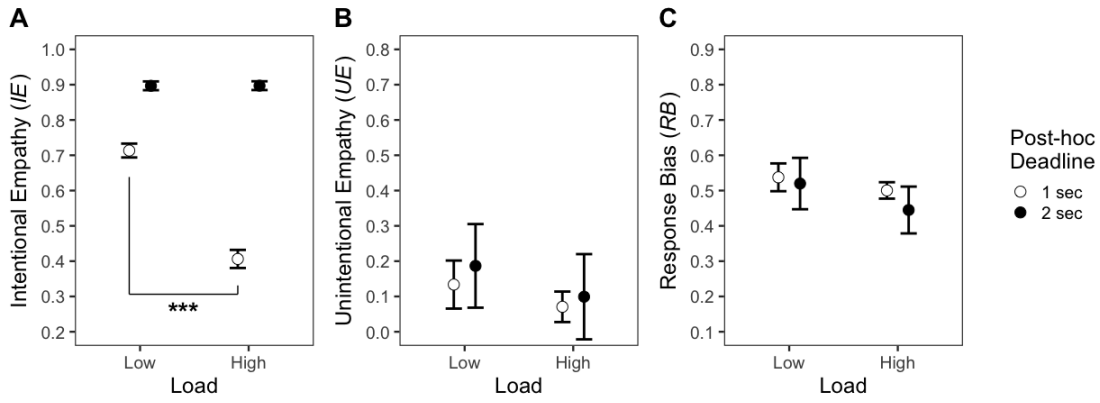 A
B
C
Intentional Empathy (IE)
1.0
0.9
0.8
0.7
0.6
0.5
0.4
0.3
0.2
***
Low
High
Load
Unintentional Empathy (UE)
0.8
0.7
0.6
0.5
0.4
0.3
0.2
0.1
0.0
Low
High
Load
Response Bias (RB)
0.9
0.8
0.7
0.6
0.5
0.4
0.3
0.2
0.1
Low
High
Load
Post-hoc
Deadline
1 sec
2 sec